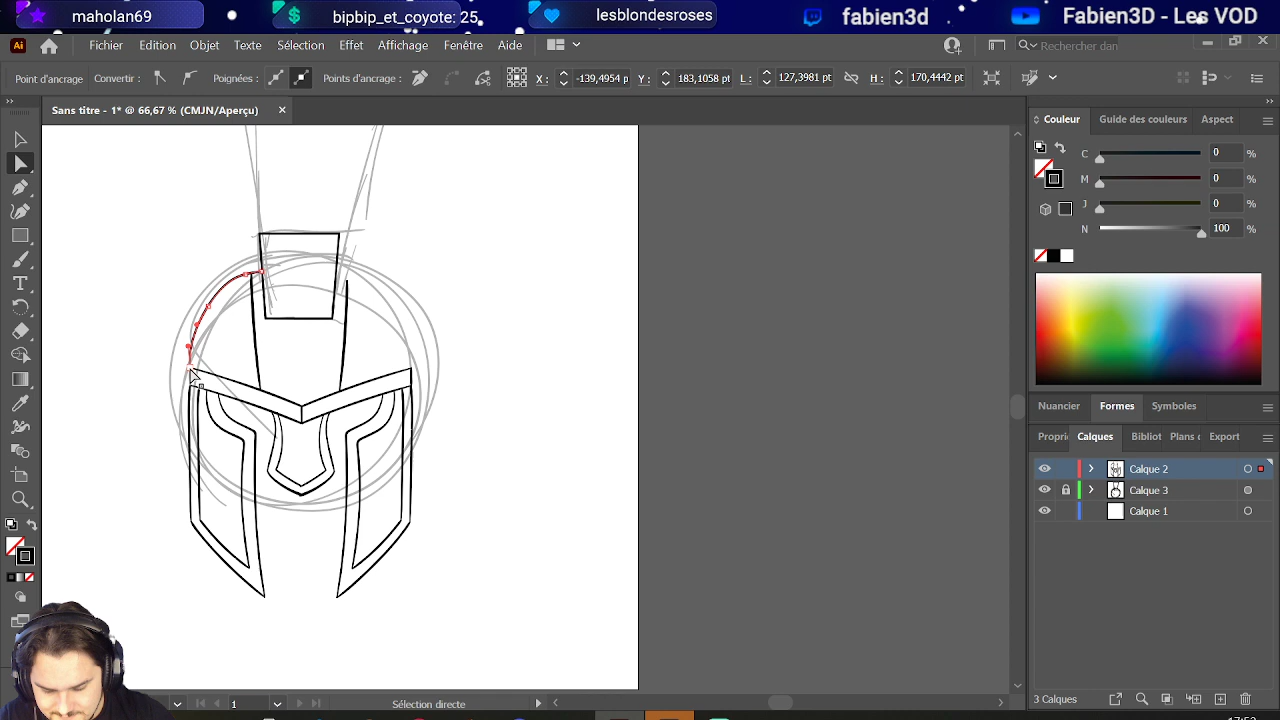 maholan69
bipbip_et_coyote: 25
lesblondesroses
fabien3d
Fabien3D - Les VOD
Ai
Fichier
Edition
Objet
Texte
Sélection
Effet
Affichage
Fenêtre
Aide
Rechercher dan
Point d'ancrage
Convertir :
Poignées :
Points d'ancrage :
X :
-139,4954 p
Y :
183,1058 pt
L :
127,3981 pt
H :
170,4442 pt
Sans titre - 1* @ 66,67 % (CMJN/Aperçu)
Couleur
Guide des couleurs
Aspect
C
0
%
M
0
%
J
0
%
N
100
%
Nuancier
Formes
Symboles
Propri
Calques
Bibliot
Plans
Export
Calque 2
Calque 3
Calque 1
1
Sélection directe
3 Calques